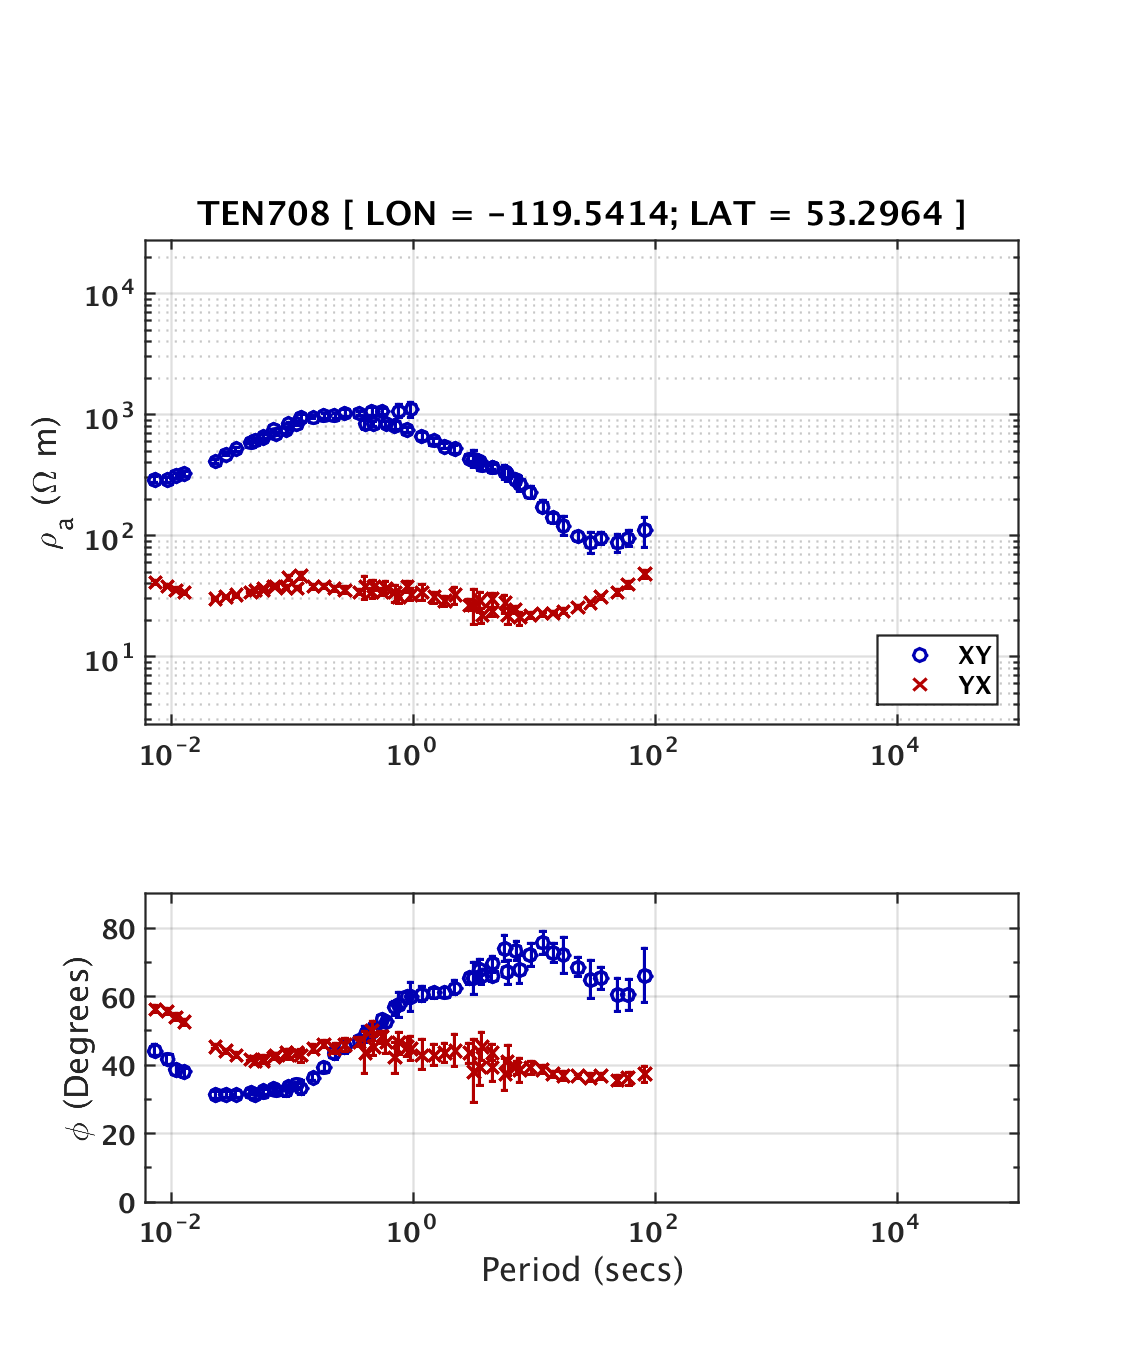 TEN708 [ LON = -119.5414; LAT = 53.2964 ]
ρa (Ω m)
10^4
10^3
10^2
10^1
XY
YX
10^-2 10^0 10^2 10^4
ϕ (Degrees)
80
60
40
20
0
10^-2 10^0 10^2 10^4
Period (secs)